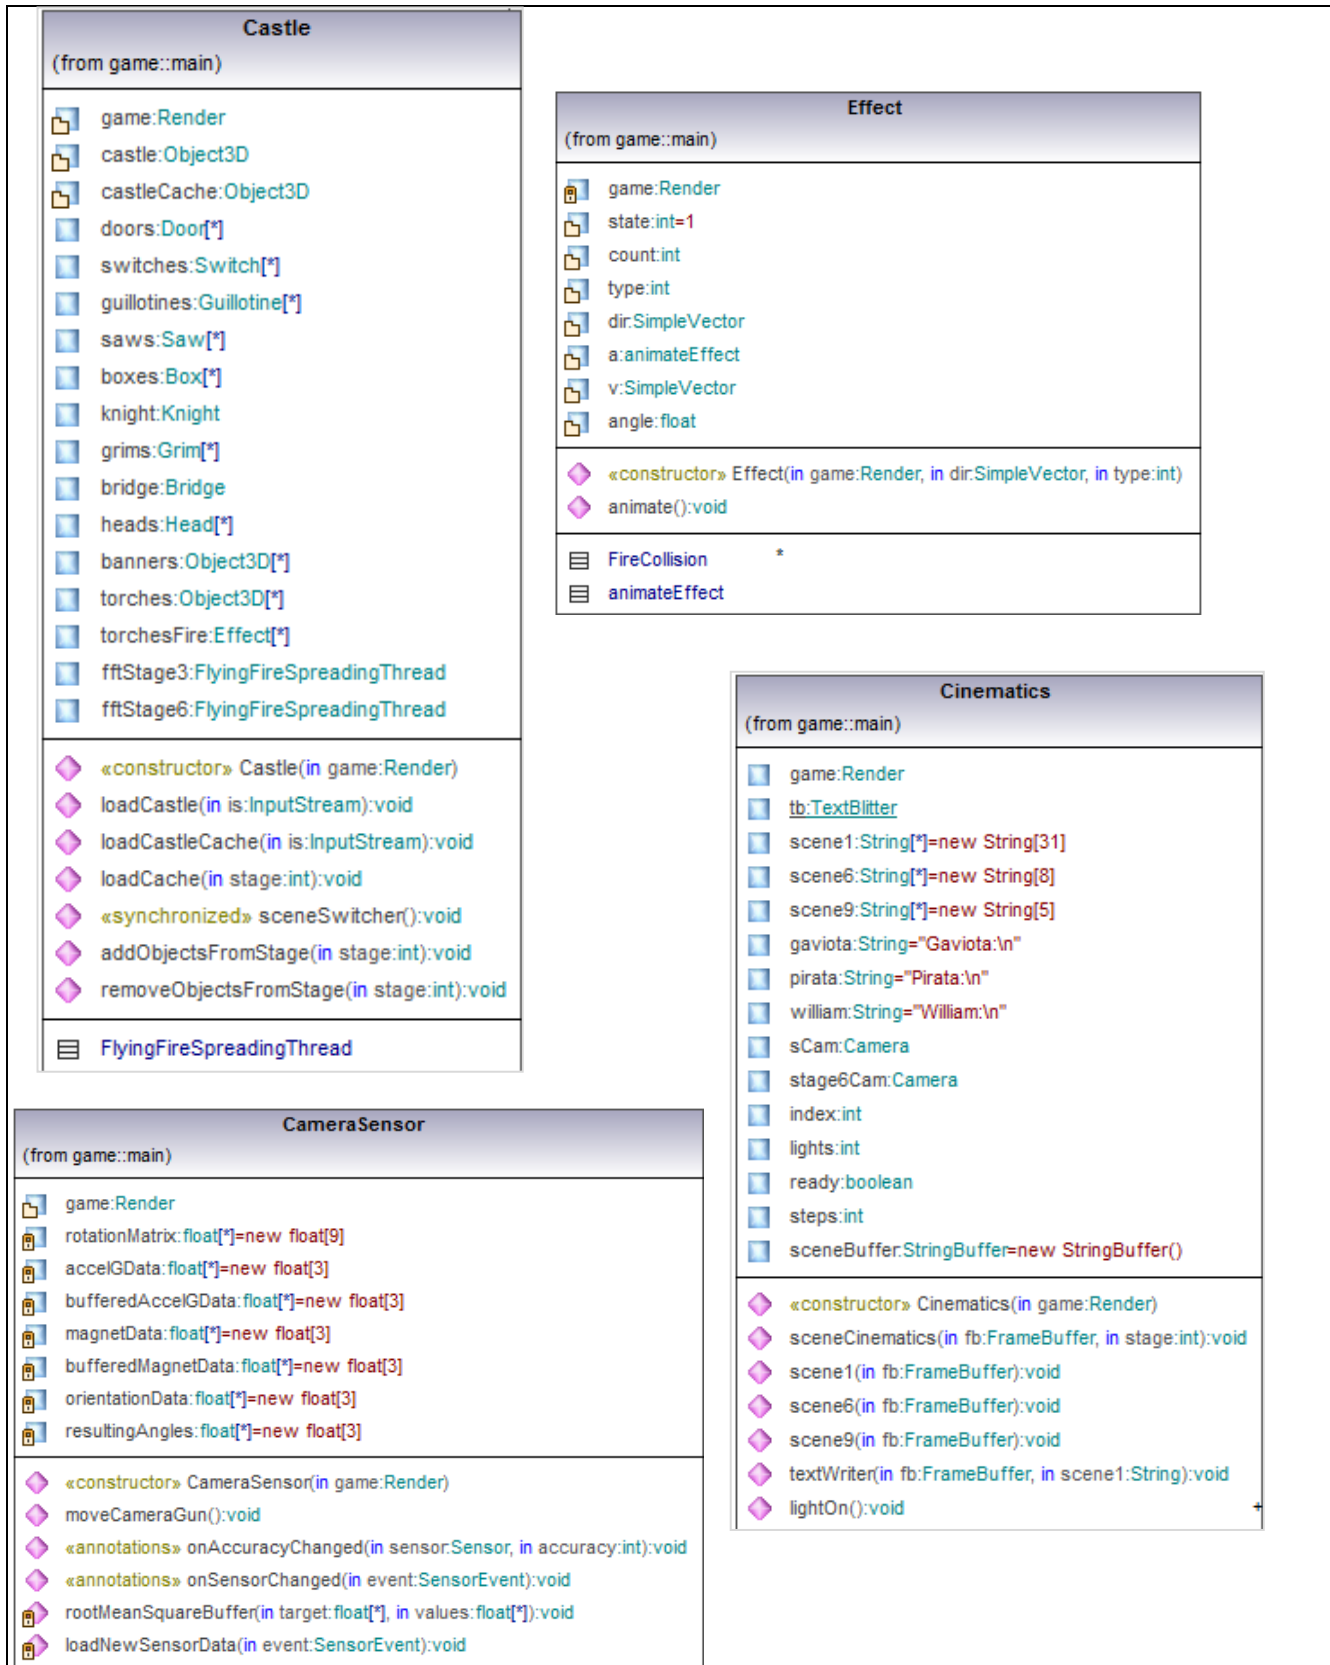 Castle
(from game::main)
game:Render
castle:Object3D
castleCache:Object3D
doors:Door[*]
switches:Switch[*]
guillotines:Guillotine[*]
saws:Saw[*]
boxes:Box[*]
knight:Knight
grims:Grim[*]
bridge:Bridge
heads:Head[*]
banners:Object3D[*]
torches:Object3D[*]
torchesFire:Effect[*]
fftStage3:FlyingFireSpreadingThread
fftStage6:FlyingFireSpreadingThread
«constructor» Castle(in game:Render)
loadCastle(in is:InputStream):void
loadCastleCache(in is:InputStream):void
loadCache(in stage:int):void
«synchronized» sceneSwitcher():void
addObjectsFromStage(in stage:int):void
removeObjectsFromStage(in stage:int):void
FlyingFireSpreadingThread
Effect
(from game::main)
game:Render
state:int=1
count:int
type:int
dir:SimpleVector
a:animateEffect
v:SimpleVector
angle:float
«constructor» Effect(in game:Render, in dir:SimpleVector, in type:int)
animate():void
FireCollision *
animateEffect
Cinematics
(from game::main)
game:Render
tb:TextBlitter
scene1:String[*]=new String[31]
scene6:String[*]=new String[8]
scene9:String[*]=new String[5]
gaviota:String="Gaviota:\n"
pirata:String="Pirata:\n"
william:String="William:\n"
sCam:Camera
stage6Cam:Camera
index:int
lights:int
ready:boolean
steps:int
sceneBuffer:StringBuffer=new StringBuffer()
«constructor» Cinematics(in game:Render)
sceneCinematics(in fb:FrameBuffer, in stage:int):void
scene1(in fb:FrameBuffer):void
scene6(in fb:FrameBuffer):void
scene9(in fb:FrameBuffer):void
textWriter(in fb:FrameBuffer, in scene1:String):void
lightOn():void
CameraSensor
(from game::main)
game:Render
rotationMatrix:float[*]=new float[9]
accelGData:float[*]=new float[3]
bufferedAccelGData:float[*]=new float[3]
magnetData:float[*]=new float[3]
bufferedMagnetData:float[*]=new float[3]
orientationData:float[*]=new float[3]
resultingAngles:float[*]=new float[3]
«constructor» CameraSensor(in game:Render)
moveCameraGun():void
«annotations» onAccuracyChanged(in sensor:Sensor, in accuracy:int):void
«annotations» onSensorChanged(in event:SensorEvent):void
rootMeanSquareBuffer(in target:float[*], in values:float[*]):void
loadNewSensorData(in event:SensorEvent):void